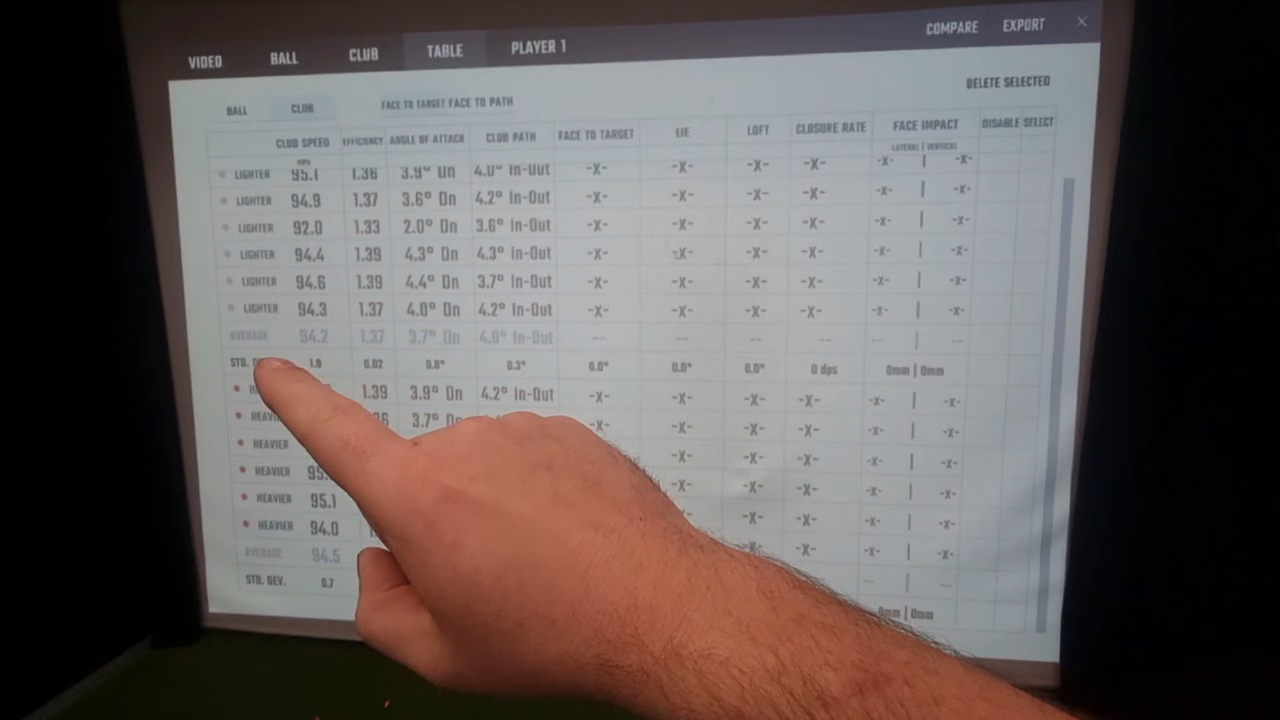 VIDEO BALL CLUB TABLE PLAYER 1 COMPARE EXPORT X
DELETE SELECTED
BALL CLUB FACE TO TARGET FACE TO PATH
CLUB SPEED EFFICIENCY ANGLE OF ATTACK CLUB PATH FACE TO TARGET LIE LOFT CLOSURE RATE FACE IMPACT DISABLE SELECT
MPH LATERAL | VERTICAL
LIGHTER 95.1 1.36 3.9° Dn 4.0° In-Out -X- -X- -X- -X- -X- | -X-
LIGHTER 94.9 1.37 3.6° Dn 4.2° In-Out -X- -X- -X- -X- -X- | -X-
LIGHTER 92.0 1.33 2.0° Dn 3.6° In-Out -X- -X- -X- -X- -X- | -X-
LIGHTER 94.4 1.39 4.3° Dn 4.3° In-Out -X- -X- -X- -X- -X- | -X-
LIGHTER 94.6 1.39 4.4° Dn 3.7° In-Out -X- -X- -X- -X- -X- | -X-
LIGHTER 94.3 1.37 4.0° Dn 4.2° In-Out -X- -X- -X- -X- -X- | -X-
AVERAGE 94.2 1.37 3.7° Dn 4.0° In-Out -- -- -- -- |
STD. 1.0 0.02 0.8° 0.3° 0.0° 0.0° 0.0° 0 dps 0mm | 0mm
1.39 3.9° Dn 4.2° In-Out -X- -X- -X- -X- -X- | -X-
3.7° -X- -X- -X- -X- -X- | -X-
HEAVIER -X- -X- -X- -X- | -X-
HEAVIER -X- -X- -X- -X- | -X-
HEAVIER 95.1 -X- -X- -X- | -X-
HEAVIER 94.0 -X- -X- -X- | -X-
AVERAGE 94.5 -- | --
STD. DEV. 0.7 0mm | 0mm